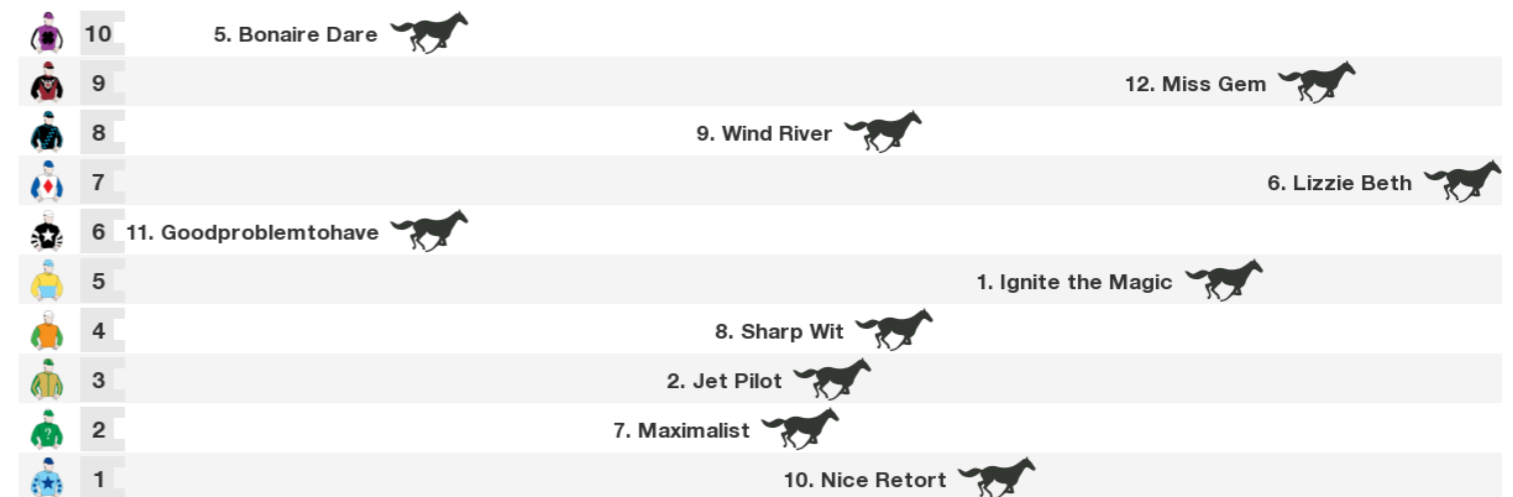 10 5. Bonaire Dare
9 12. Miss Gem
8 9. Wind River
7 6. Lizzie Beth
6 11. Goodproblemtohave
5 1. Ignite the Magic
4 8. Sharp Wit
3 2. Jet Pilot
2 7. Maximalist
?
1 10. Nice Retort